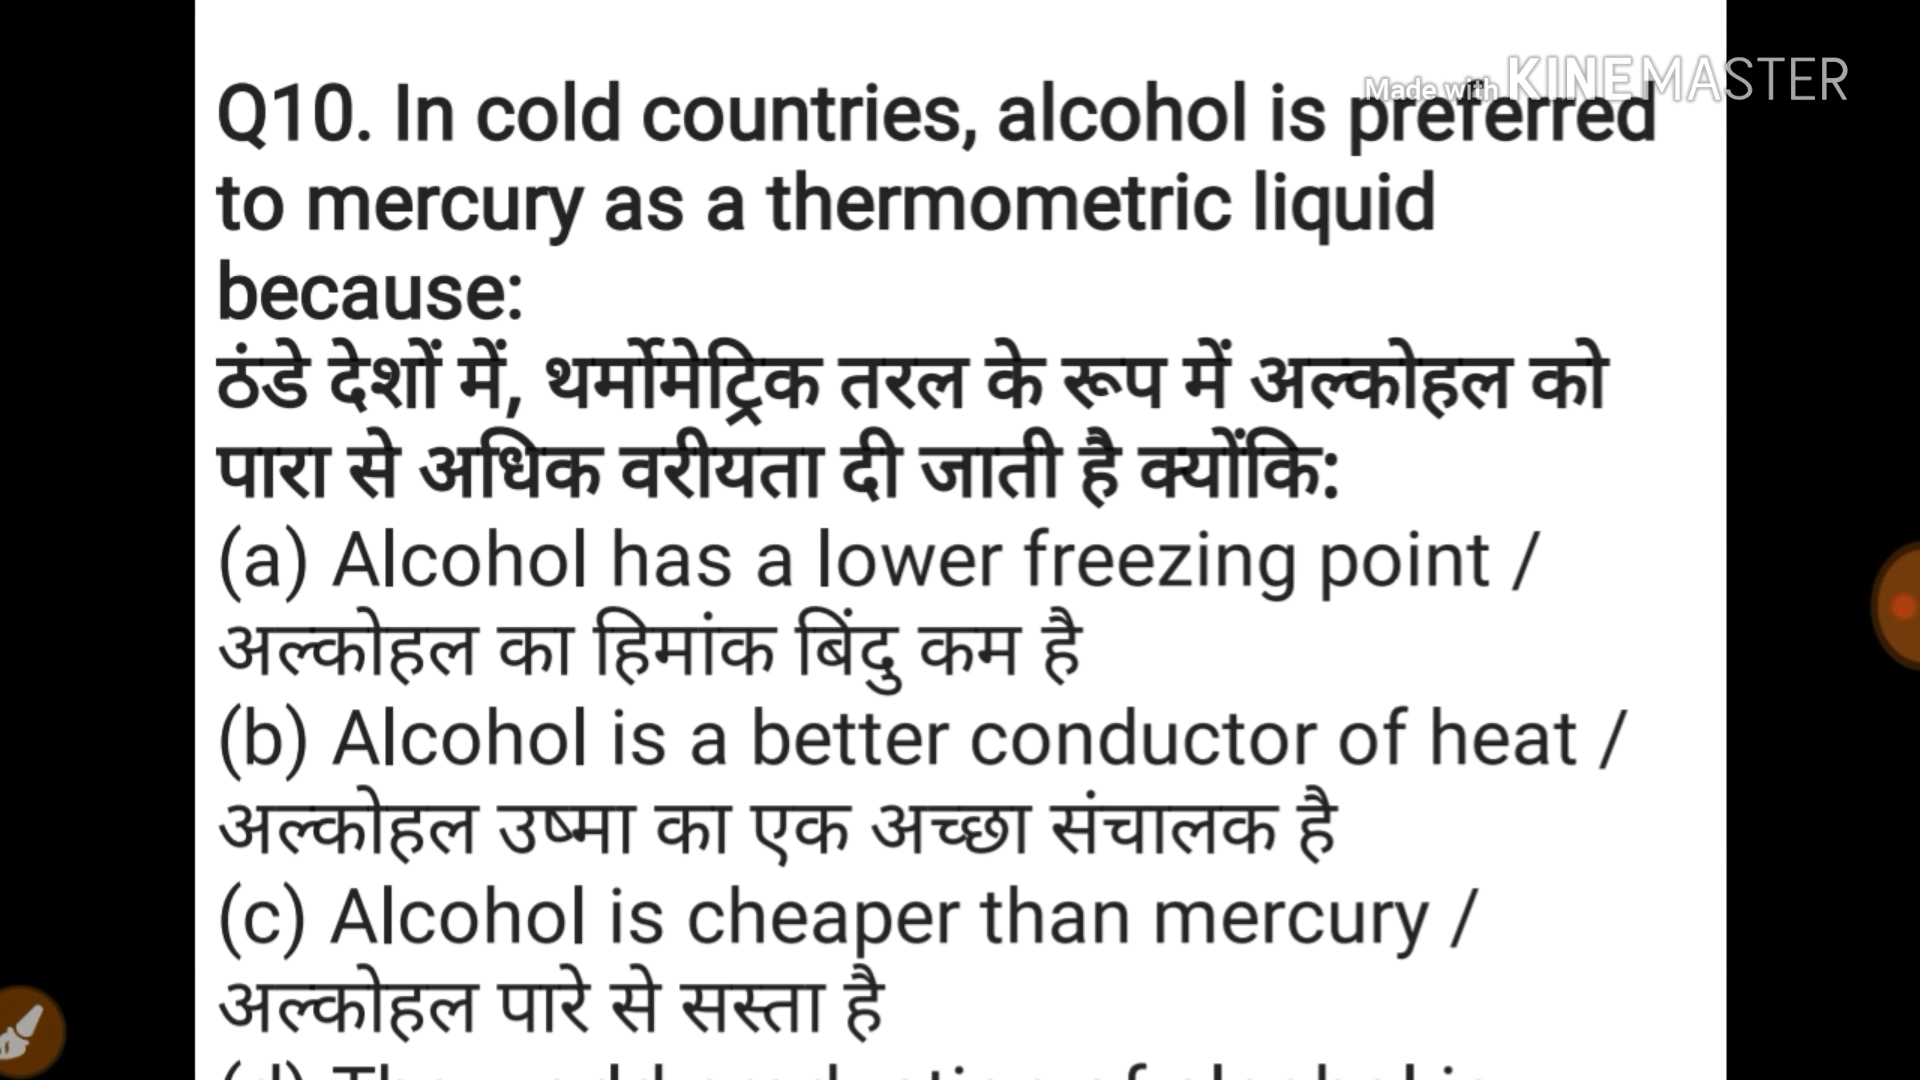 Made with KINEMASTER
Q10. In cold countries, alcohol is preferred
to mercury as a thermometric liquid
because:
ठंडे देशों में, थर्मोमेट्रिक तरल के रूप में अल्कोहल को
पारा से अधिक वरीयता दी जाती है क्योंकि:
(a) Alcohol has a lower freezing point /
अल्कोहल का हिमांक बिंदु कम है
(b) Alcohol is a better conductor of heat /
अल्कोहल उष्मा का एक अच्छा संचालक है
(c) Alcohol is cheaper than mercury /
अल्कोहल पारे से सस्ता है